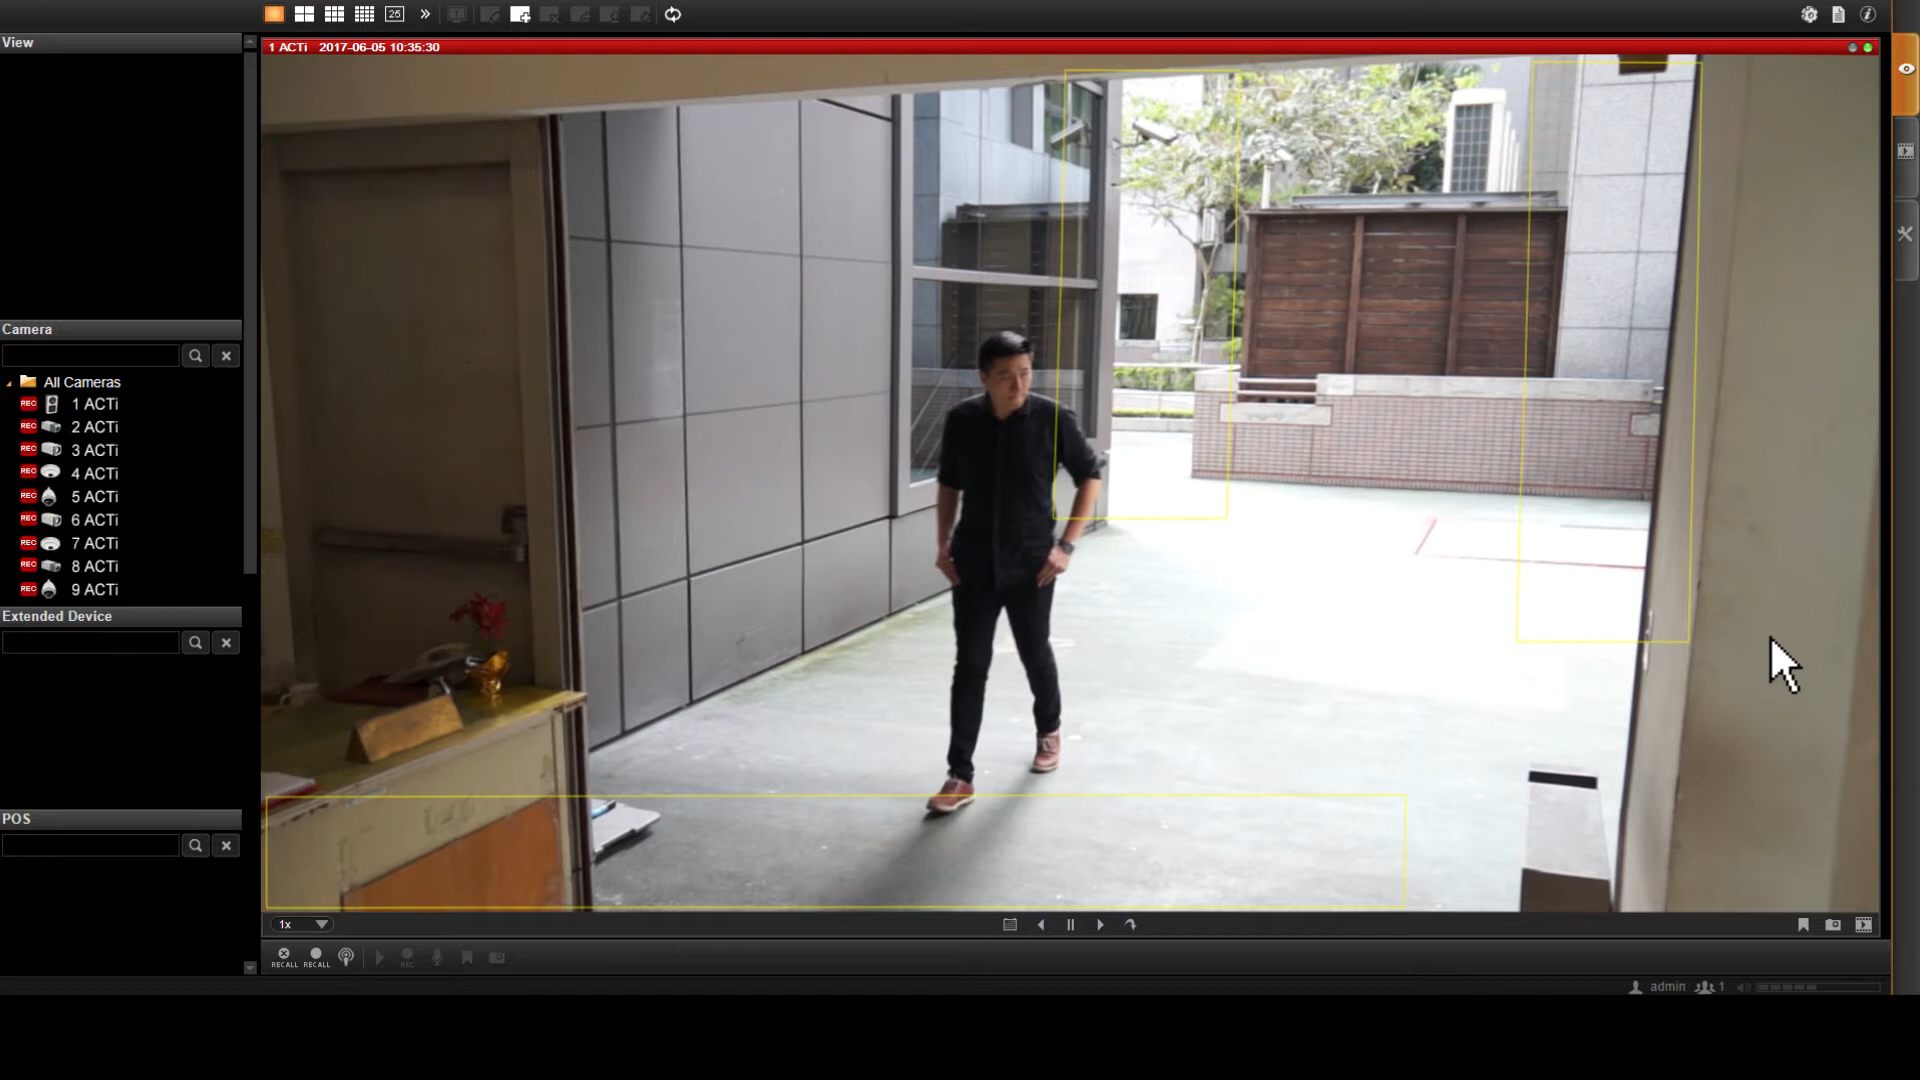 25
View
1 ACTi 2017-06-05 10:35:30
Camera
All Cameras
REC 1 ACTi
REC 2 ACTi
REC 3 ACTi
REC 4 ACTi
REC 5 ACTi
REC 6 ACTi
REC 7 ACTi
REC 8 ACTi
REC 9 ACTi
Extended Device
POS
1x
RECALL RECALL REC
admin 1